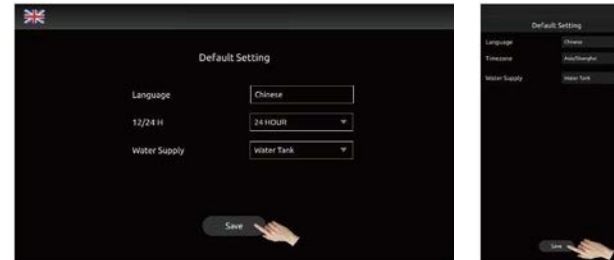 Default Setting
Language
Chinese
12/24 H
24 HOUR
Water Supply
Water Tank
Save
Default Setting
Language
Chinese
Timezone
Asia/Shanghai
Water Supply
Water Tank
Save